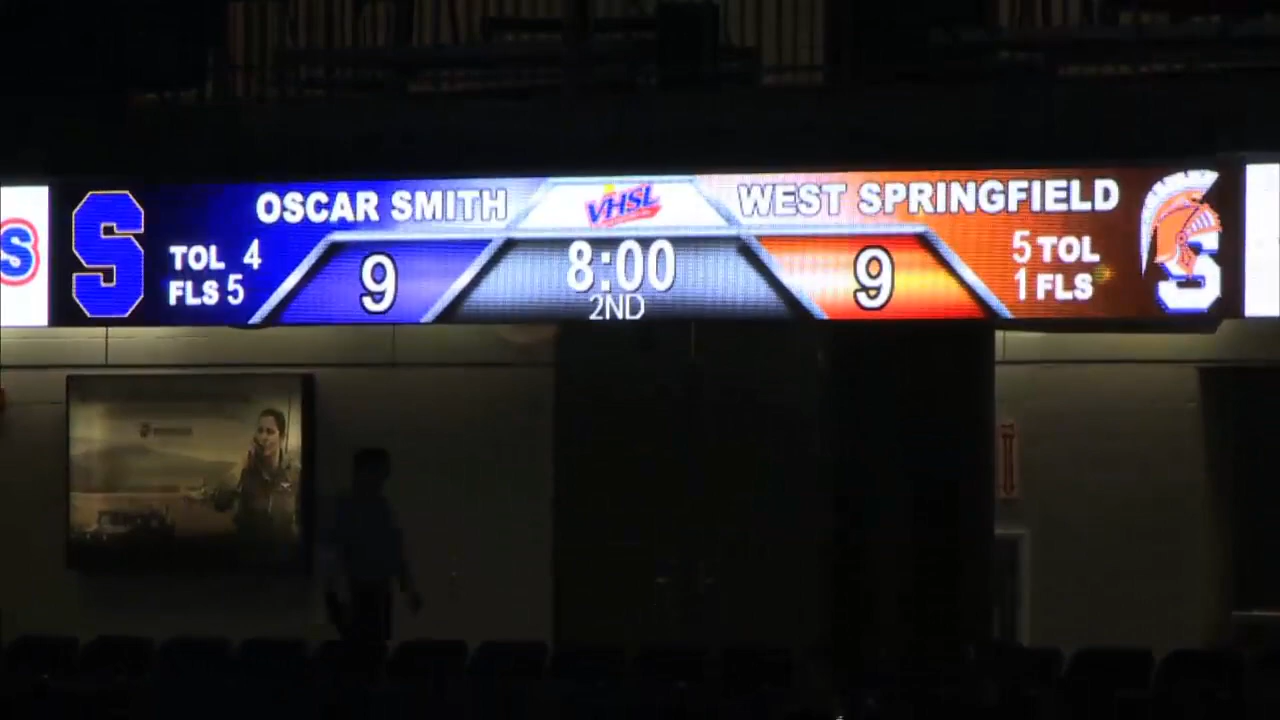 S
S
OSCAR SMITH
TOL 4
FLS 5
9
VHSL
8:00
2ND
WEST SPRINGFIELD
9
5 TOL
1 FLS
S